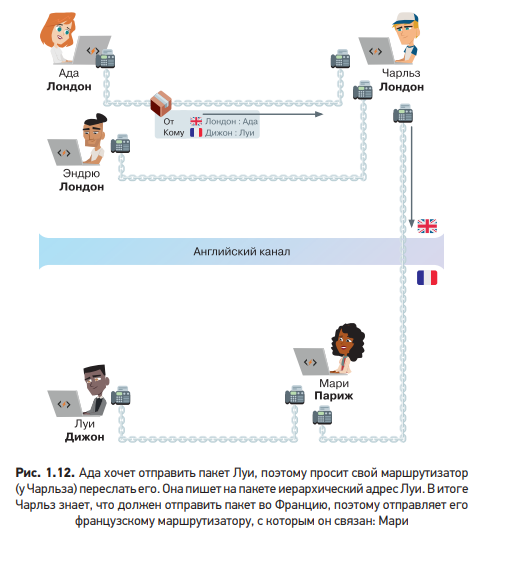 Ада
Лондон
Чарльз
Лондон
От Лондон : Ада
Кому Дижон : Луи
Эндрю
Лондон
Английский канал
Мари
Париж
Луи
Дижон
Рис. 1.12. Ада хочет отправить пакет Луи, поэтому просит свой маршрутизатор
(у Чарльза) переслать его. Она пишет на пакете иерархический адрес Луи. В итоге
Чарльз знает, что должен отправить пакет во Францию, поэтому отправляет его
французскому маршрутизатору, с которым он связан: Мари